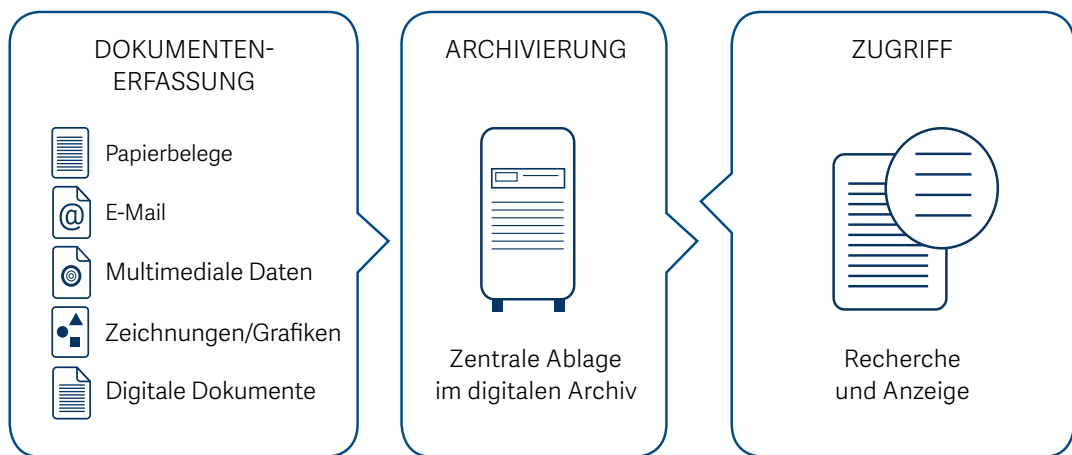 DOKUMENTEN-
ERFASSUNG
Papierbelege
@
E-Mail
Multimediale Daten
Zeichnungen/Grafiken
Digitale Dokumente
ARCHIVIERUNG
Zentrale Ablage
im digitalen Archiv
ZUGRIFF
Recherche
und Anzeige